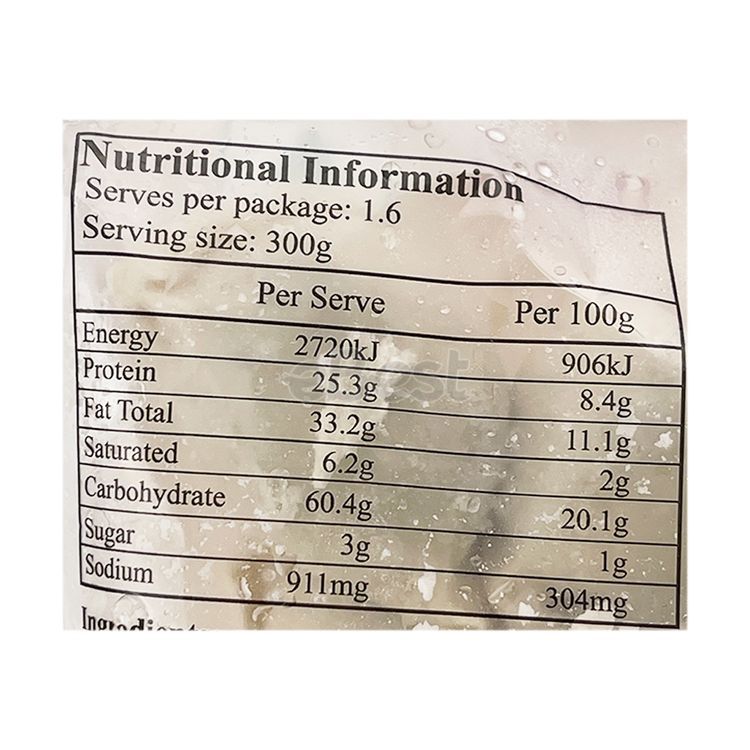 Nutritional Information
Serves per package: 1.6
Serving size: 300g
Per Serve Per 100g
Energy 2720kJ 906kJ
Protein 25.3g 8.4g
Fat Total 33.2g 11.1g
Saturated 6.2g 2g
Carbohydrate 60.4g 20.1g
Sugar 3g 1g
Sodium 911mg 304mg